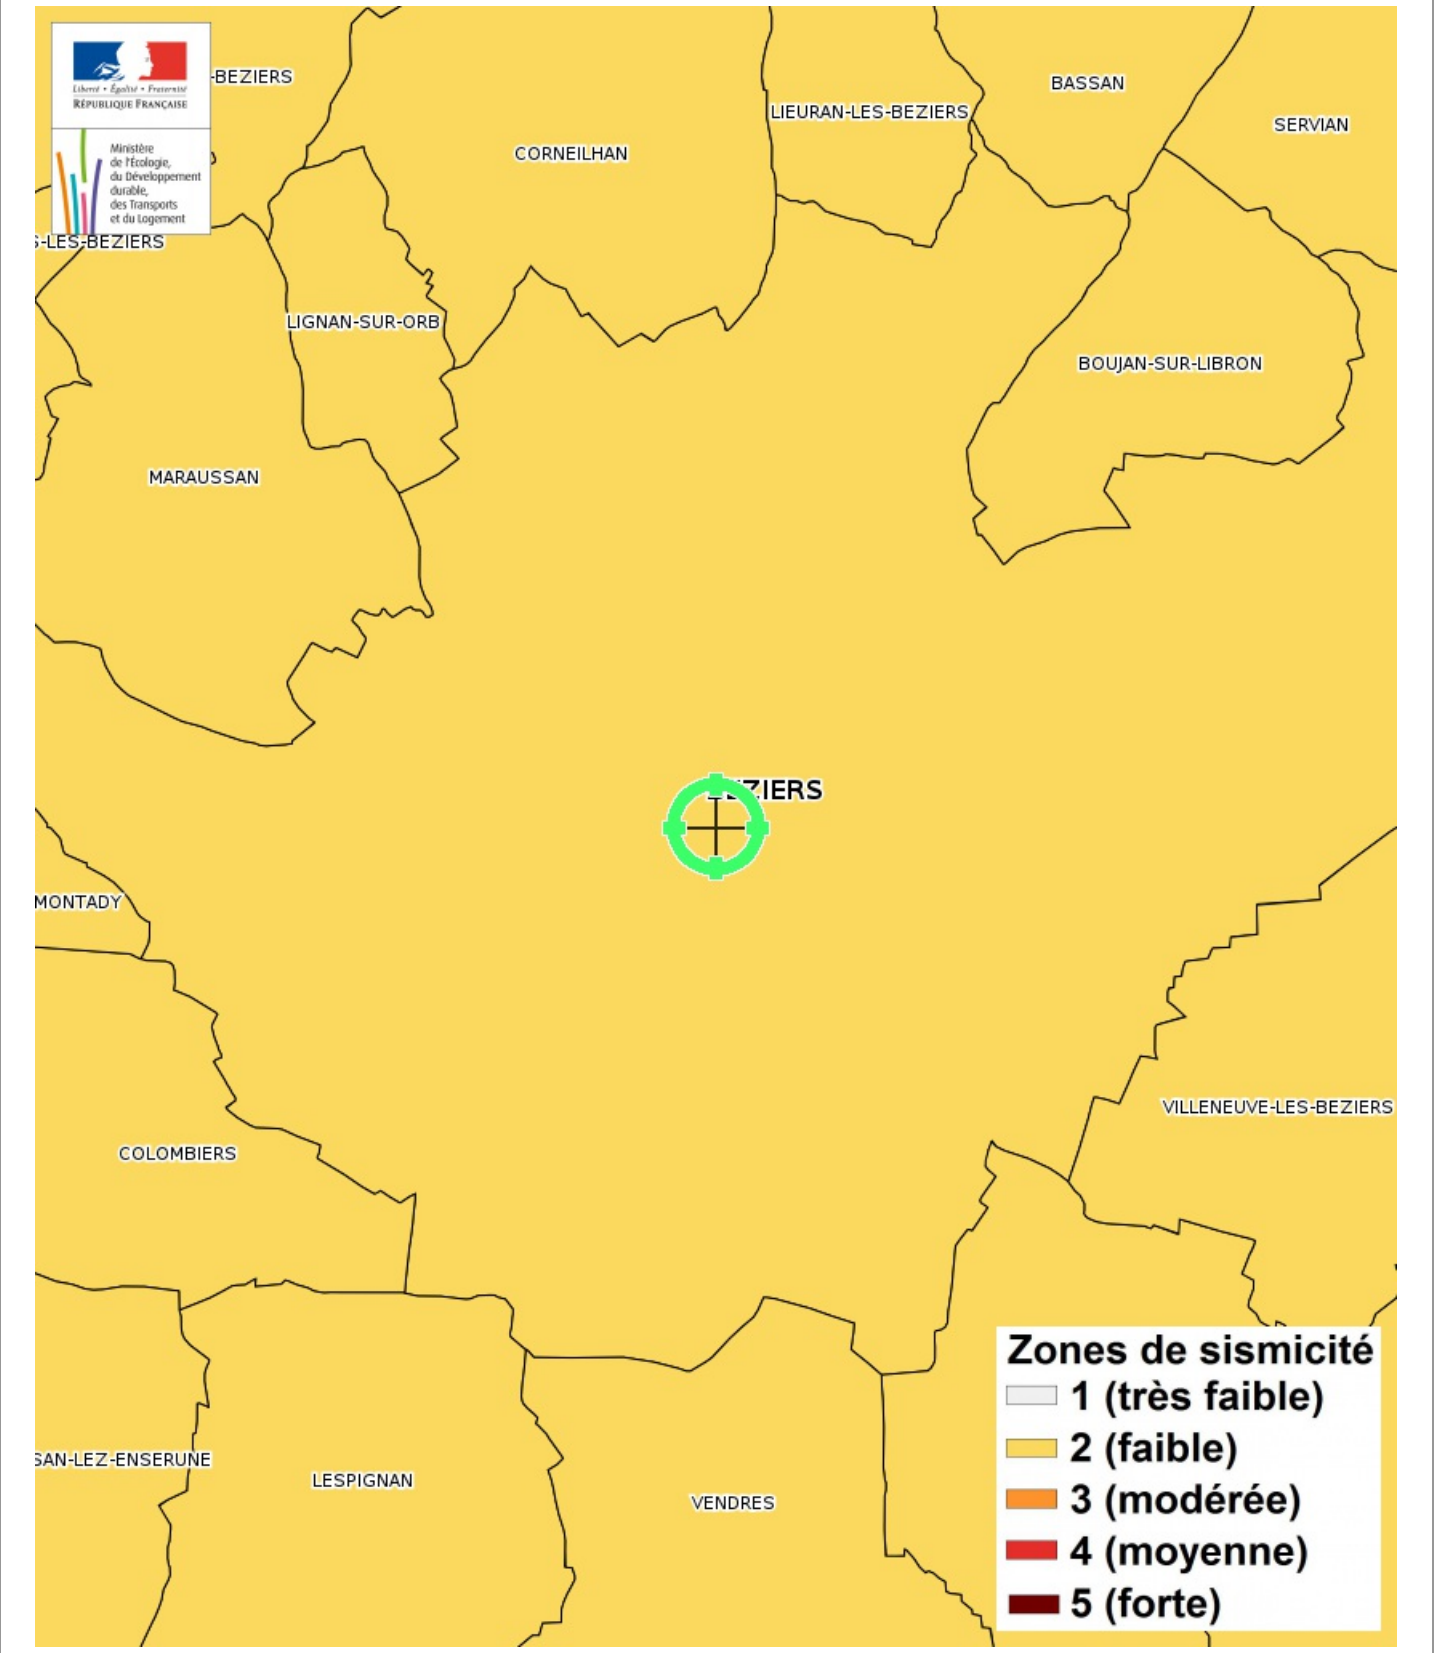 Liberté • Égalité • Fraternité
RÉPUBLIQUE FRANÇAISE
Ministère
de l'Écologie,
du Développement
durable,
des Transports
et du Logement
-BEZIERS
BASSAN
LIEURAN-LES-BEZIERS
SERVIAN
CORNEILHAN
S-LES-BEZIERS
LIGNAN-SUR-ORB
BOUJAN-SUR-LIBRON
MARAUSSAN
BEZIERS
MONTADY
VILLENEUVE-LES-BEZIERS
COLOMBIERS
SAN-LEZ-ENSERUNE
LESPIGNAN
VENDRES
Zones de sismicité
1 (très faible)
2 (faible)
3 (modérée)
4 (moyenne)
5 (forte)